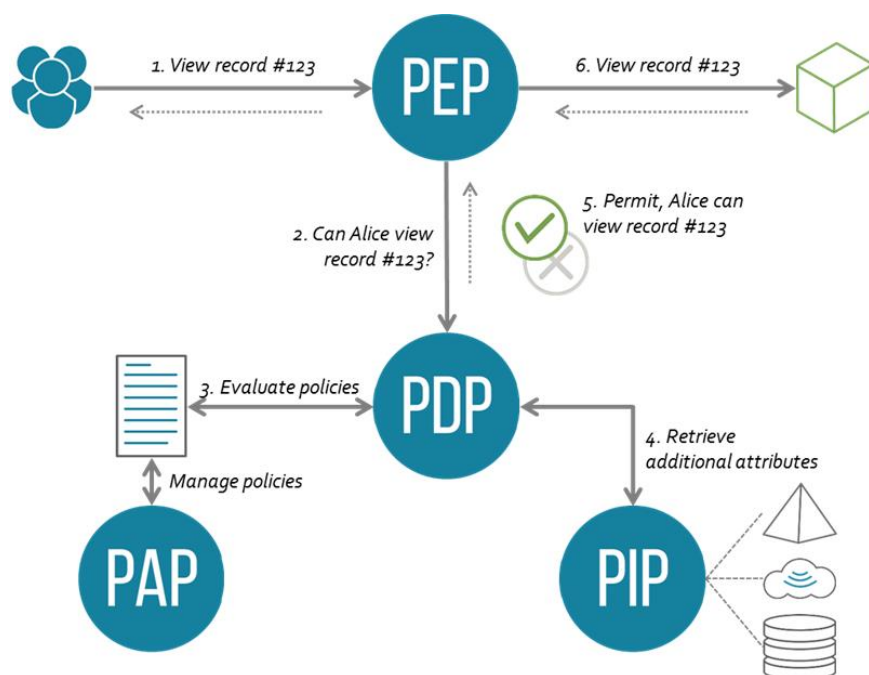 1. View record #123
PEP
6. View record #123
2. Can Alice view
record #123?
5. Permit, Alice can
view record #123
3. Evaluate policies
PDP
4. Retrieve
additional attributes
Manage policies
PAP
PIP